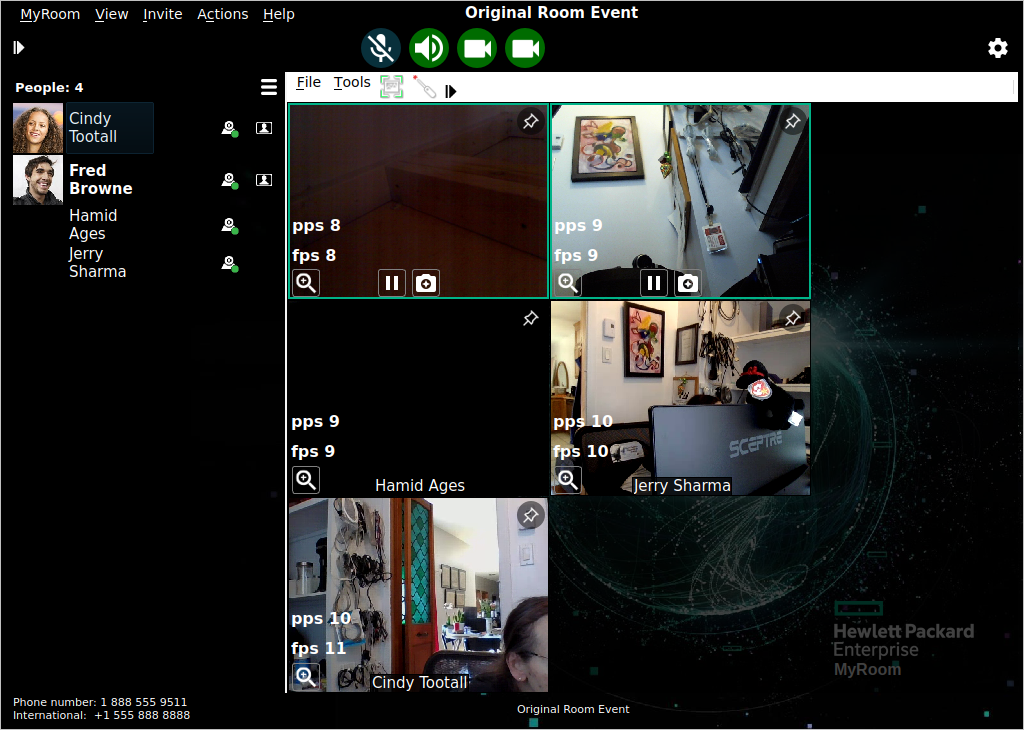 MyRoom View Invite Actions Help
Original Room Event
People: 4
File Tools
Cindy
Tootall
Fred
Browne
Hamid
Ages
Jerry
Sharma
pps 8
fps 8
pps 9
fps 9
pps 9
fps 9
Hamid Ages
pps 10
fps 10
SCEPTRE
Jerry Sharma
pps 10
fps 11
Cindy Tootall
Hewlett Packard
Enterprise
MyRoom
Phone number: 1 888 555 9511
International: +1 555 888 8888
Original Room Event